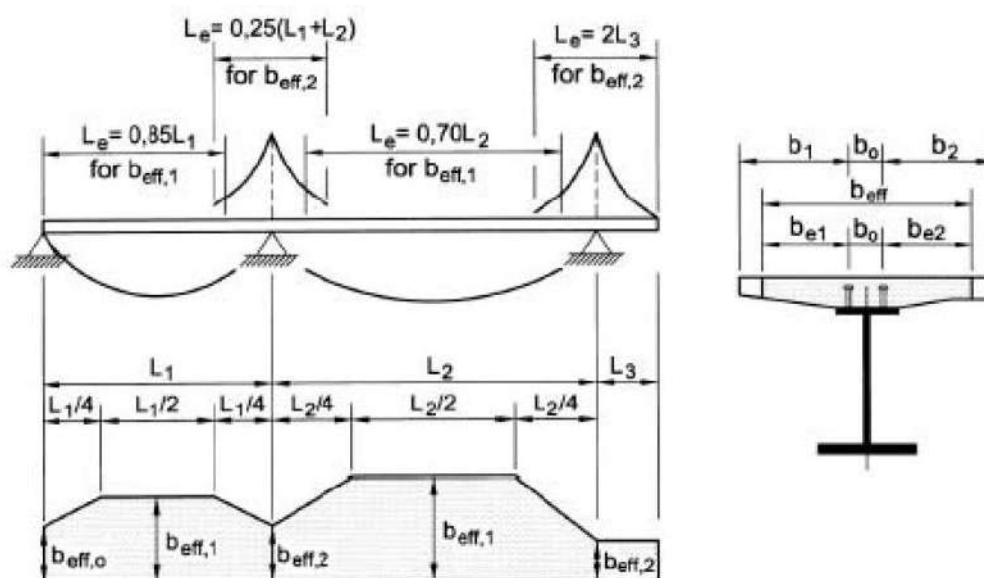 Lₑ= 0,25(L₁+L₂)
for b_eff,2
Lₑ= 2L₃
for b_eff,2
Lₑ= 0,85L₁
for b_eff,1
Lₑ= 0,70L₂
for b_eff,1
b₁ b₀ b₂
b_eff
b_e1 b₀ b_e2
L₁ L₂ L₃
L₁/4 L₁/2 L₁/4 L₂/4 L₂/2 L₂/4
b_eff,o b_eff,1 b_eff,2 b_eff,1 b_eff,2